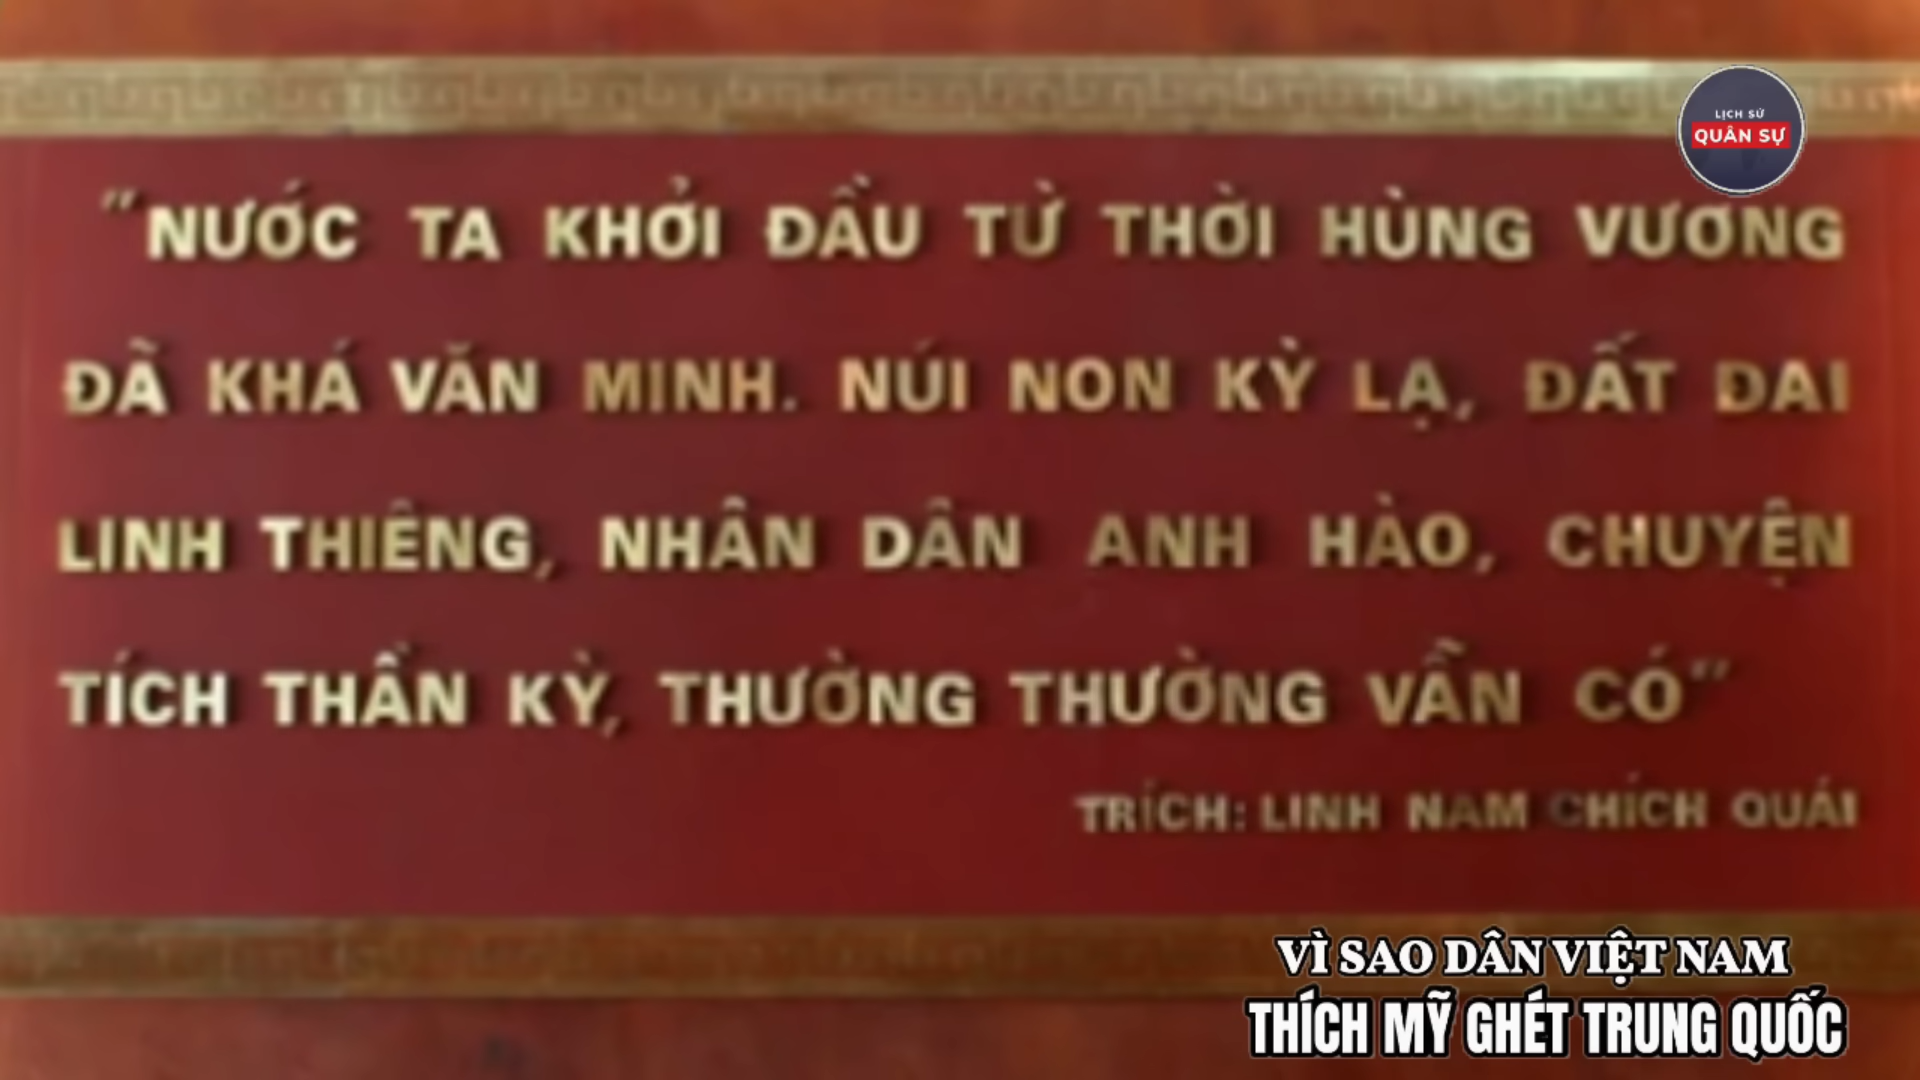 LỊCH SỬ
QUÂN SỰ
"NƯỚC TA KHỞI ĐẦU TỪ THỜI HÙNG VƯƠNG
ĐÃ KHÁ VĂN MINH. NÚI NON KỲ LẠ, ĐẤT ĐAI
LINH THIÊNG, NHÂN DÂN ANH HÀO, CHUYỆN
TÍCH THẦN KỲ, THƯỜNG THƯỜNG VẪN CÓ"
TRÍCH: LINH NAM CHÍCH QUÁI
VÌ SAO DÂN VIỆT NAM
THÍCH MỸ GHÉT TRUNG QUỐC